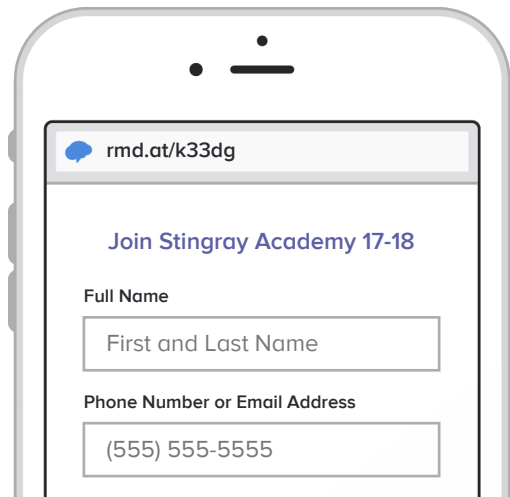 rmd.at/k33dg
Join Stingray Academy 17-18
Full Name
First and Last Name
Phone Number or Email Address
(555) 555-5555